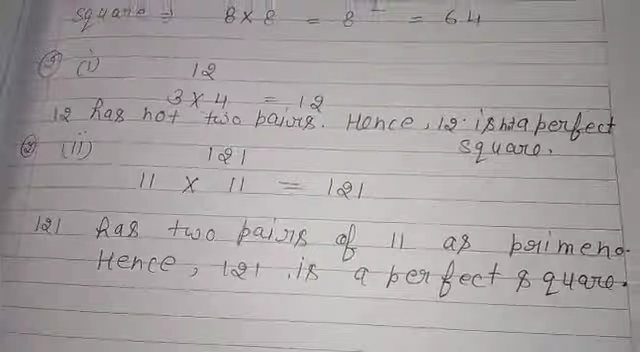 square = 8 x 8 = 8² = 64
(i) 12
3 x 4 = 12
12 has not two pairs. Hence, 12 is not a perfect
square.
(ii) 121
11 x 11 = 121
121 has two pairs of 11 as prime no.
Hence, 121 is a perfect square.